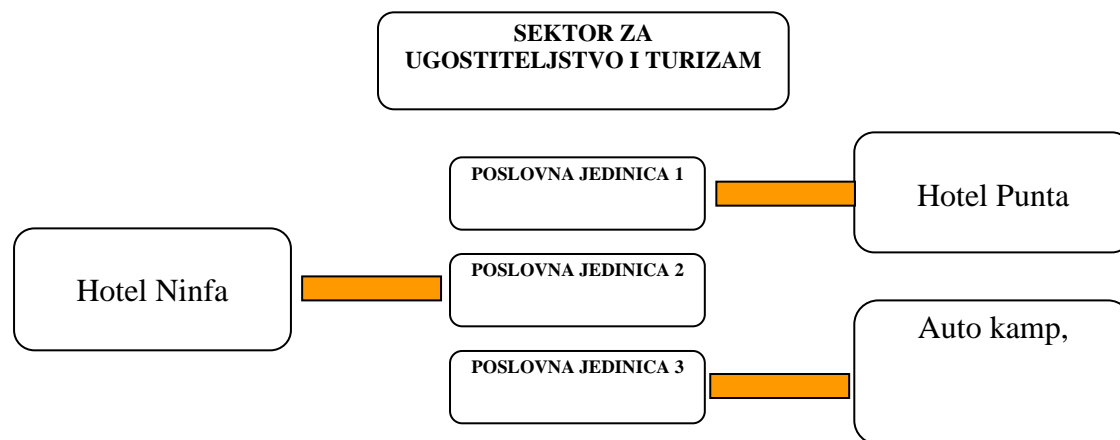 SEKTOR ZA
UGOSTITELJSTVO I TURIZAM
POSLOVNA JEDINICA 1
Hotel Punta
POSLOVNA JEDINICA 2
Hotel Ninfa
POSLOVNA JEDINICA 3
Auto kamp,